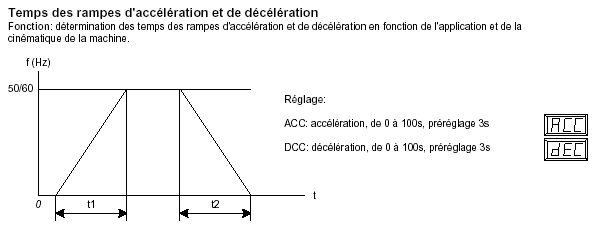 Temps des rampes d'accélération et de décélération
Fonction: détermination des temps des rampes d'accélération et de décélération en fonction de l'application et de la
cinématique de la machine.
f (Hz)
50/60
Réglage:
ACC: accélération, de 0 à 100s, préréglage 3s
ACC
DCC: décélération, de 0 à 100s, préréglage 3s
dEC
0
t1
t2
t